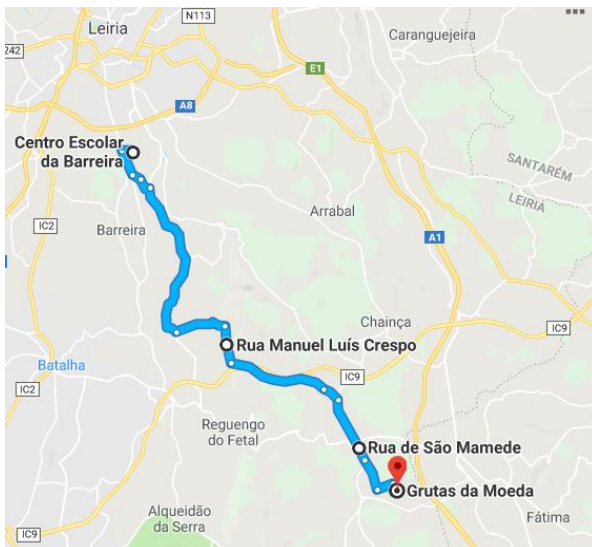 N113
Leiria
Caranguejeira
242
IC2
E1
A8
Centro Escolar
da Barreira
SANTARÉM
LEIRIA
Arrabal
IC2
Barreira
A1
Chainça
IC9
Rua Manuel Luís Crespo
Batalha
IC9
IC2
Reguengo
do Fetal
Rua de São Mamede
Grutas da Moeda
Alqueidão
da Serra
Fátima
IC9